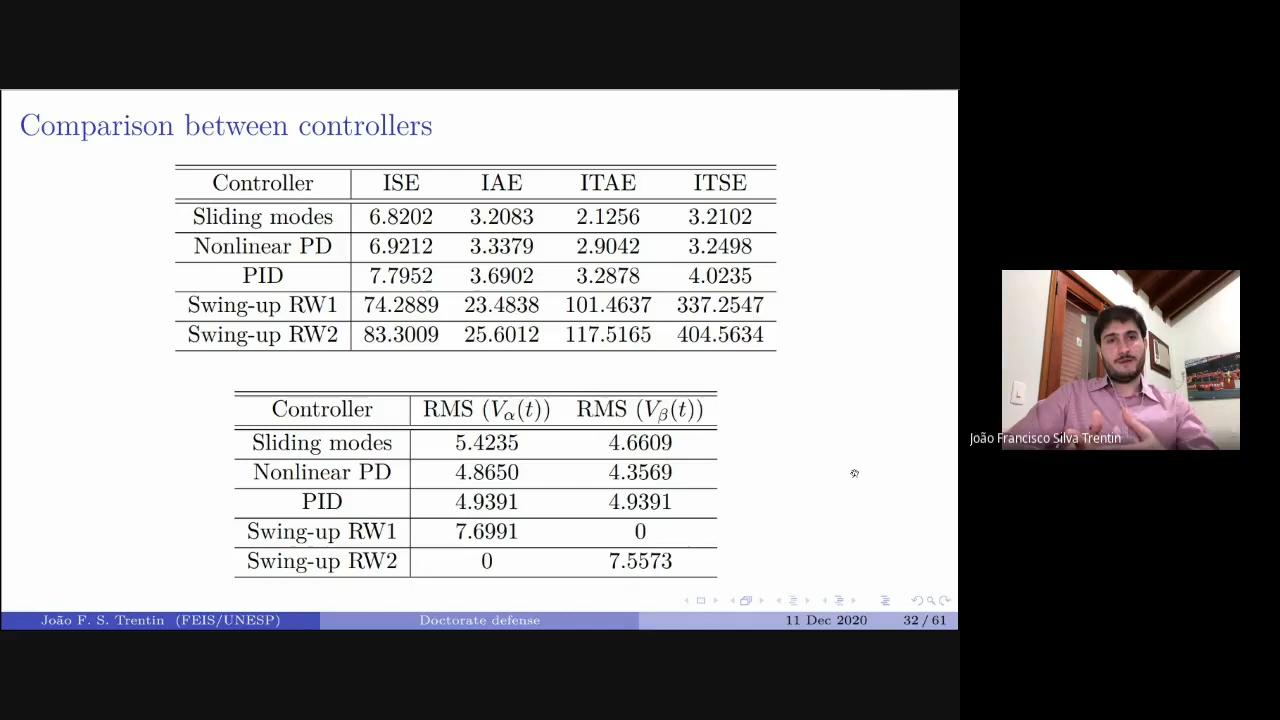 Comparison between controllers
Controller ISE IAE ITAE ITSE
Sliding modes 6.8202 3.2083 2.1256 3.2102
Nonlinear PD 6.9212 3.3379 2.9042 3.2498
PID 7.7952 3.6902 3.2878 4.0235
Swing-up RW1 74.2889 23.4838 101.4637 337.2547
Swing-up RW2 83.3009 25.6012 117.5165 404.5634
Controller RMS (Vα(t)) RMS (Vβ(t))
Sliding modes 5.4235 4.6609
Nonlinear PD 4.8650 4.3569
PID 4.9391 4.9391
Swing-up RW1 7.6991 0
Swing-up RW2 0 7.5573
João F. S. Trentin (FEIS/UNESP) Doctorate defense 11 Dec 2020 32 / 61
João Francisco Silva Trentin